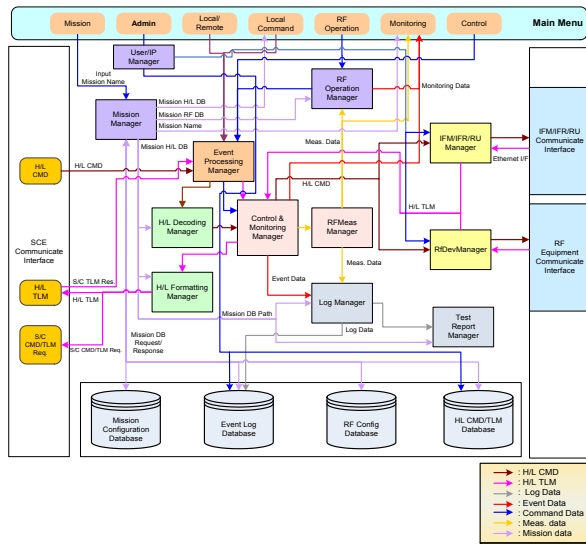 Mission
Admin
Local/
Remote
Local
Command
RF
Operation
Monitoring
Control
Main Menu
User/IP
Manager
Input
Mission Name
Mission
Manager
Mission H/L DB
Mission RF DB
Mission Name
Mission H/L DB
RF
Operation
Manager
Monitoring Data
H/L
CMD
H/L CMD
Event
Processing
Manager
Meas. Data
IFM/IFR/RU
Manager
Ethernet I/F
IFM/IFR/RU
Communicate
Interface
H/L CMD
H/L TLM
H/L Decoding
Manager
Control &
Monitoring
Manager
RFMeas
Manager
RfDevManager
RF
Equipment
Communicate
Interface
SCE
Communicate
Interface
S/C TLM Res.
H/L
TLM
H/L TLM
H/L Formatting
Manager
Meas. Data
Event Data
Log Manager
Mission DB Path
Log Data
Test
Report
Manager
S/C
CMD/TLM
Req.
S/C CMD/TLM Req.
Mission DB
Request/
Response
Mission
Configuration
Database
Event Log
Database
RF Config
Database
HL CMD/TLM
Database
: H/L CMD
: H/L TLM
: Log Data
: Event Data
: Command Data
: Meas. data
: Mission data